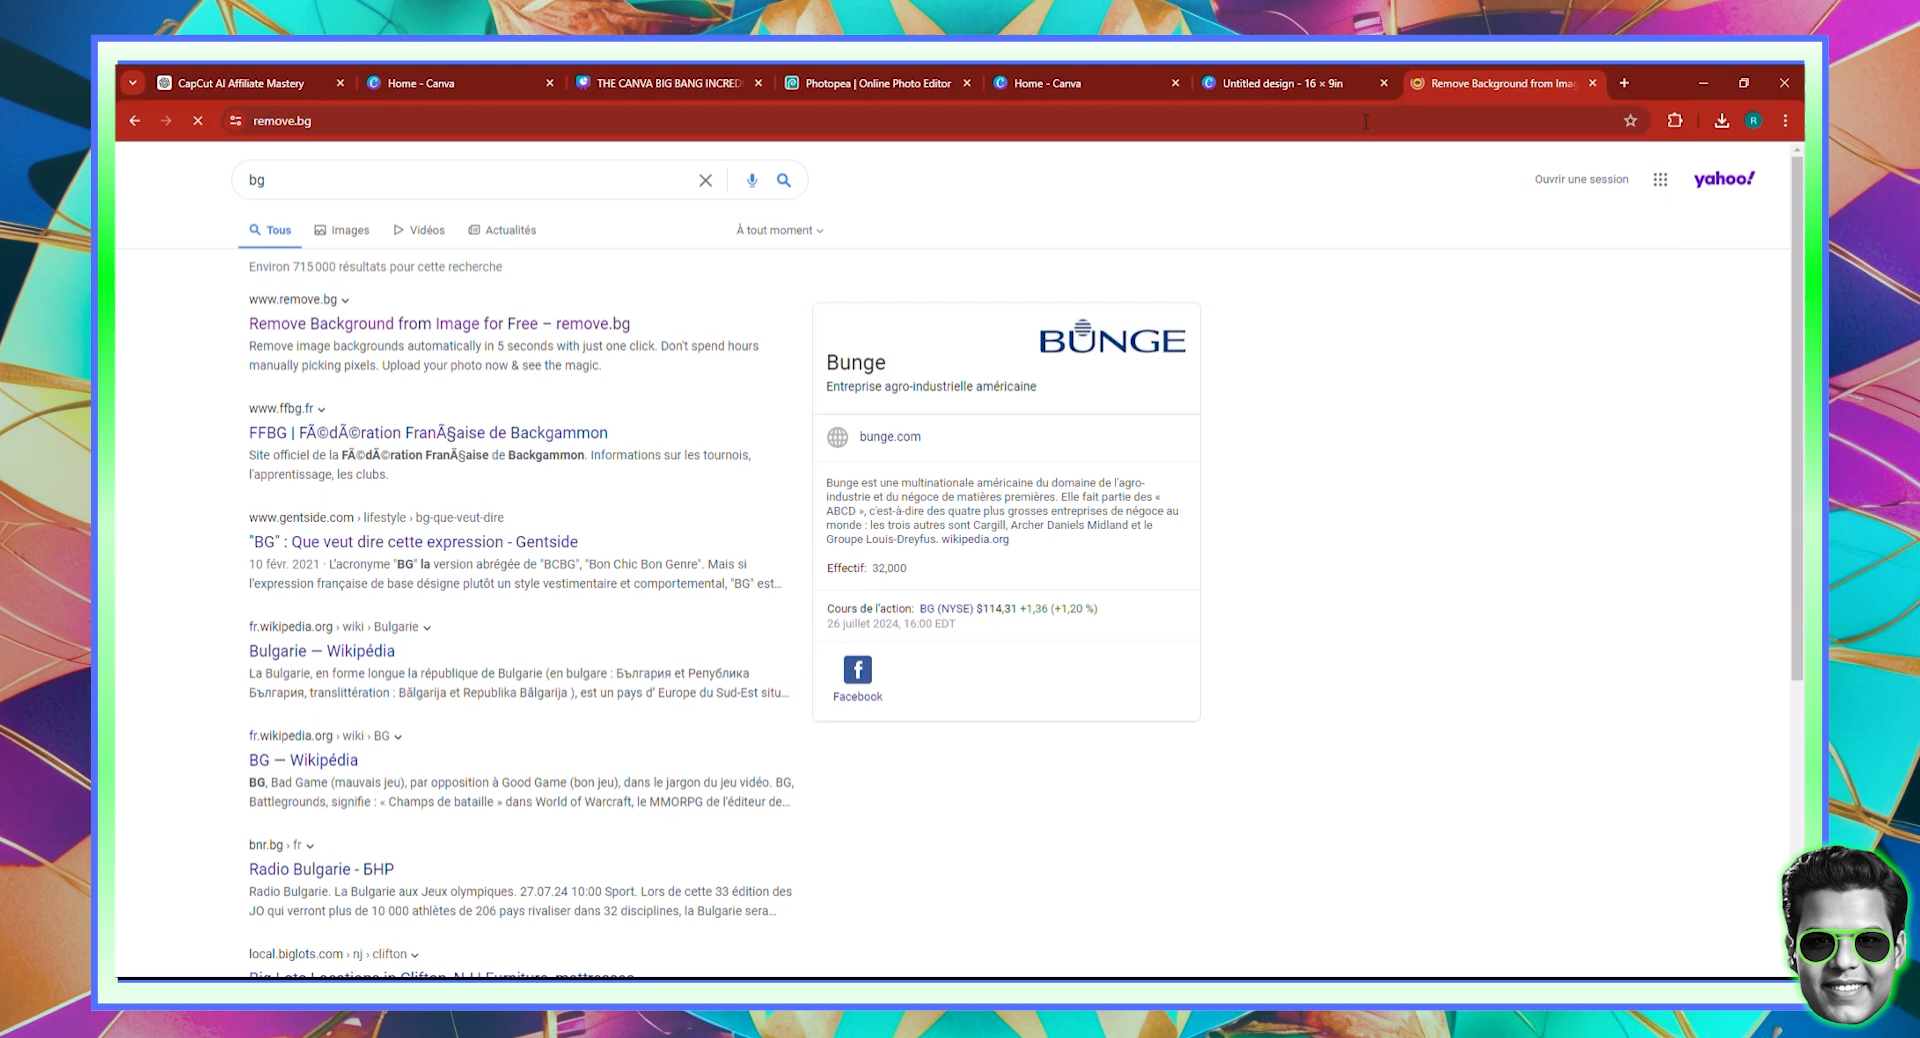 CapCut AI Affiliate Mastery
Home - Canva
THE CANVA BIG BANG INCRED
Photopea | Online Photo Editor
Home - Canva
Untitled design - 16 × 9in
Remove Background from Ima
remove.bg
R
bg
Ouvrir une session
yahoo!
Tous
Images
Vidéos
Actualités
À tout moment
Environ 715 000 résultats pour cette recherche
www.remove.bg
Remove Background from Image for Free – remove.bg
Remove image backgrounds automatically in 5 seconds with just one click. Don't spend hours
manually picking pixels. Upload your photo now & see the magic.
www.ffbg.fr
FFBG | FÃ©dÃ©ration FranÃ§aise de Backgammon
Site officiel de la FÃ©dÃ©ration FranÃ§aise de Backgammon. Informations sur les tournois,
l'apprentissage, les clubs.
www.gentside.com › lifestyle › bg-que-veut-dire
"BG" : Que veut dire cette expression - Gentside
10 févr. 2021 · L'acronyme "BG" la version abrégée de "BCBG", "Bon Chic Bon Genre". Mais si
l'expression française de base désigne plutôt un style vestimentaire et comportemental, "BG" est...
fr.wikipedia.org › wiki › Bulgarie
Bulgarie — Wikipédia
La Bulgarie, en forme longue la république de Bulgarie (en bulgare : България et Република
България, translittération : Bălgarija et Republika Bălgarija ), est un pays d' Europe du Sud-Est situ...
fr.wikipedia.org › wiki › BG
BG — Wikipédia
BG, Bad Game (mauvais jeu), par opposition à Good Game (bon jeu), dans le jargon du jeu vidéo. BG,
Battlegrounds, signifie : « Champs de bataille » dans World of Warcraft, le MMORPG de l'éditeur de...
bnr.bg › fr
Radio Bulgarie - БНР
Radio Bulgarie. La Bulgarie aux Jeux olympiques. 27.07.24 10:00 Sport. Lors de cette 33 édition des
JO qui verront plus de 10 000 athlètes de 206 pays rivaliser dans 32 disciplines, la Bulgarie sera...
local.biglots.com › nj › clifton
Big Lots Locations in Clifton, NJ | Furniture, mattresses
BUNGE
Bunge
Entreprise agro-industrielle américaine
bunge.com
Bunge est une multinationale américaine du domaine de l'agro-
industrie et du négoce de matières premières. Elle fait partie des «
ABCD », c'est-à-dire des quatre plus grosses entreprises de négoce au
monde : les trois autres sont Cargill, Archer Daniels Midland et le
Groupe Louis-Dreyfus. wikipedia.org
Effectif: 32,000
Cours de l'action: BG (NYSE) $114,31 +1,36 (+1,20 %)
26 juillet 2024, 16:00 EDT
f
Facebook